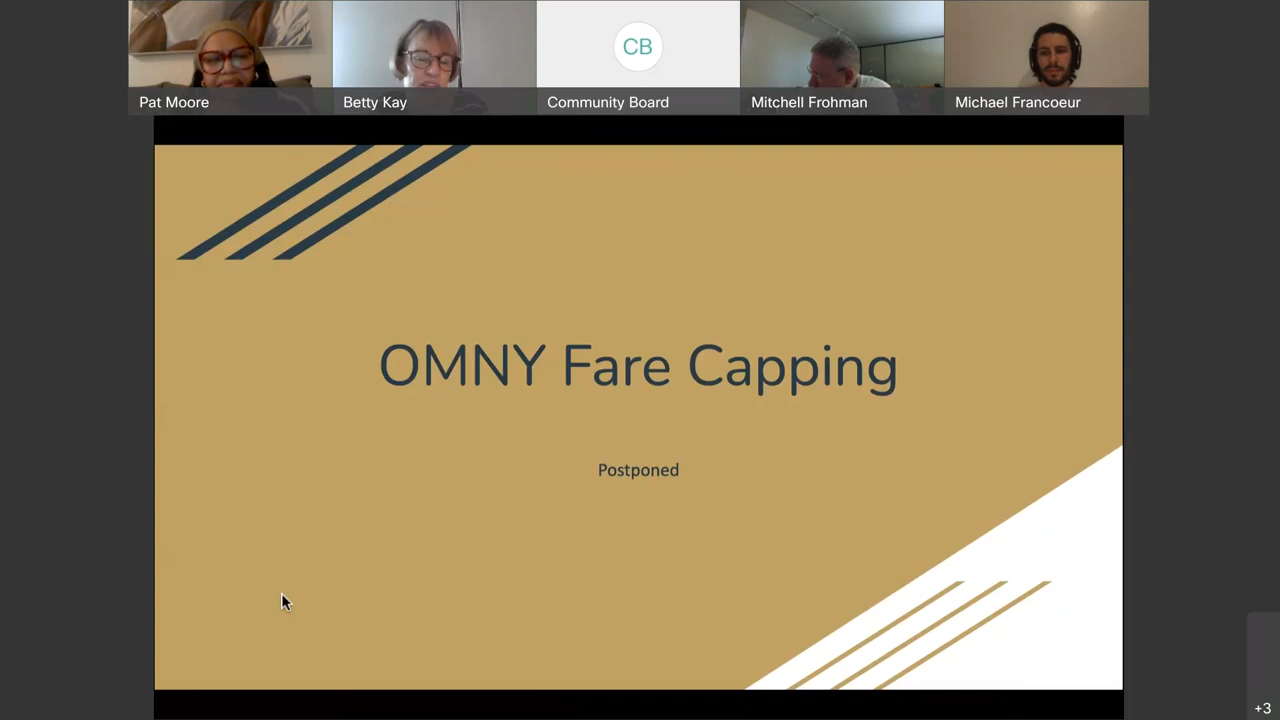 Pat Moore
Betty Kay
CB
Community Board
Mitchell Frohman
Michael Francoeur
OMNY Fare Capping
Postponed
+3